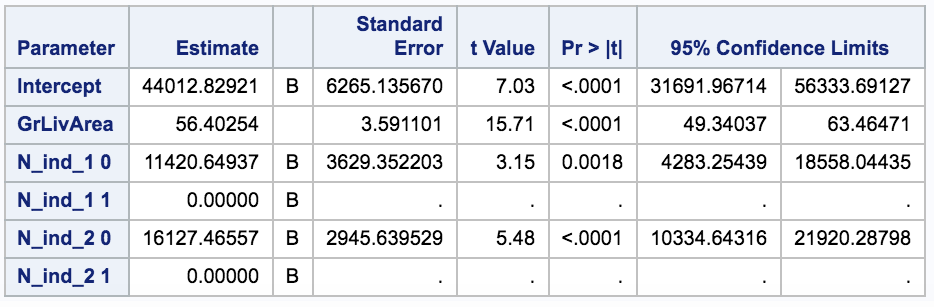 Parameter Estimate Standard Error t Value Pr > |t| 95% Confidence Limits
Intercept 44012.82921 B 6265.135670 7.03 <.0001 31691.96714 56333.69127
GrLivArea 56.40254 3.591101 15.71 <.0001 49.34037 63.46471
N_ind_1 0 11420.64937 B 3629.352203 3.15 0.0018 4283.25439 18558.04435
N_ind_1 1 0.00000 B . . . . .
N_ind_2 0 16127.46557 B 2945.639529 5.48 <.0001 10334.64316 21920.28798
N_ind_2 1 0.00000 B . . . . .